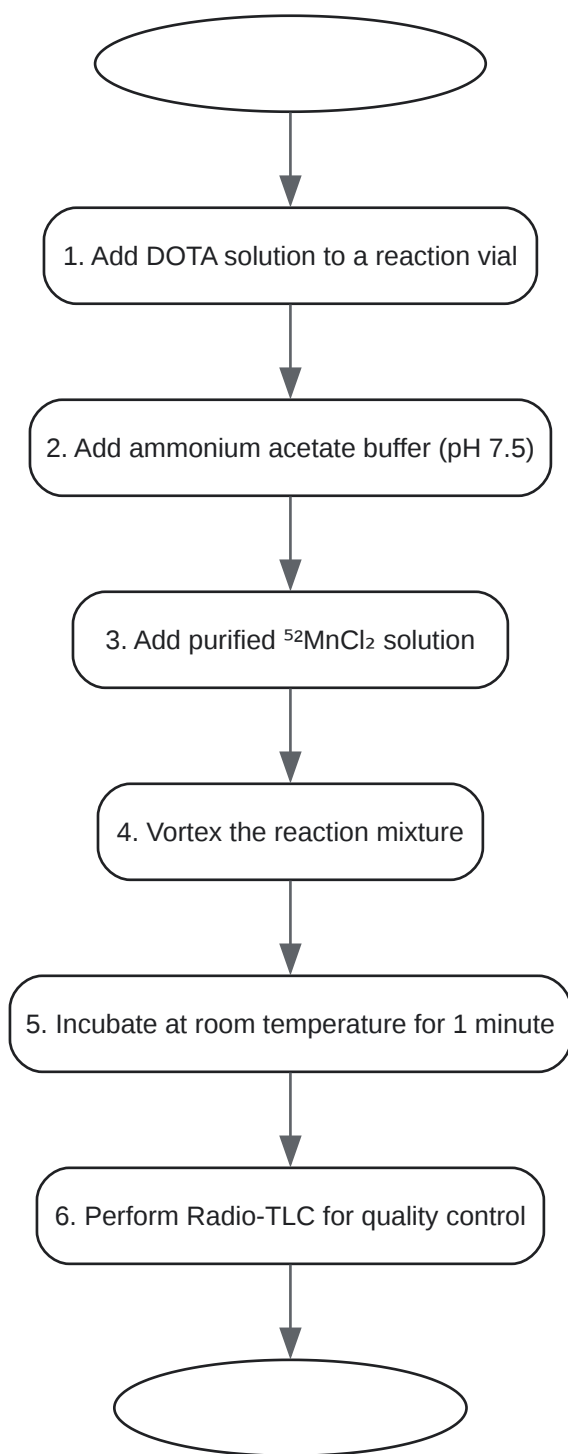 1. Add DOTA solution to a reaction vial
2. Add ammonium acetate buffer (pH 7.5)
3. Add purified ⁵²MnCl₂ solution
4. Vortex the reaction mixture
5. Incubate at room temperature for 1 minute
6. Perform Radio-TLC for quality control